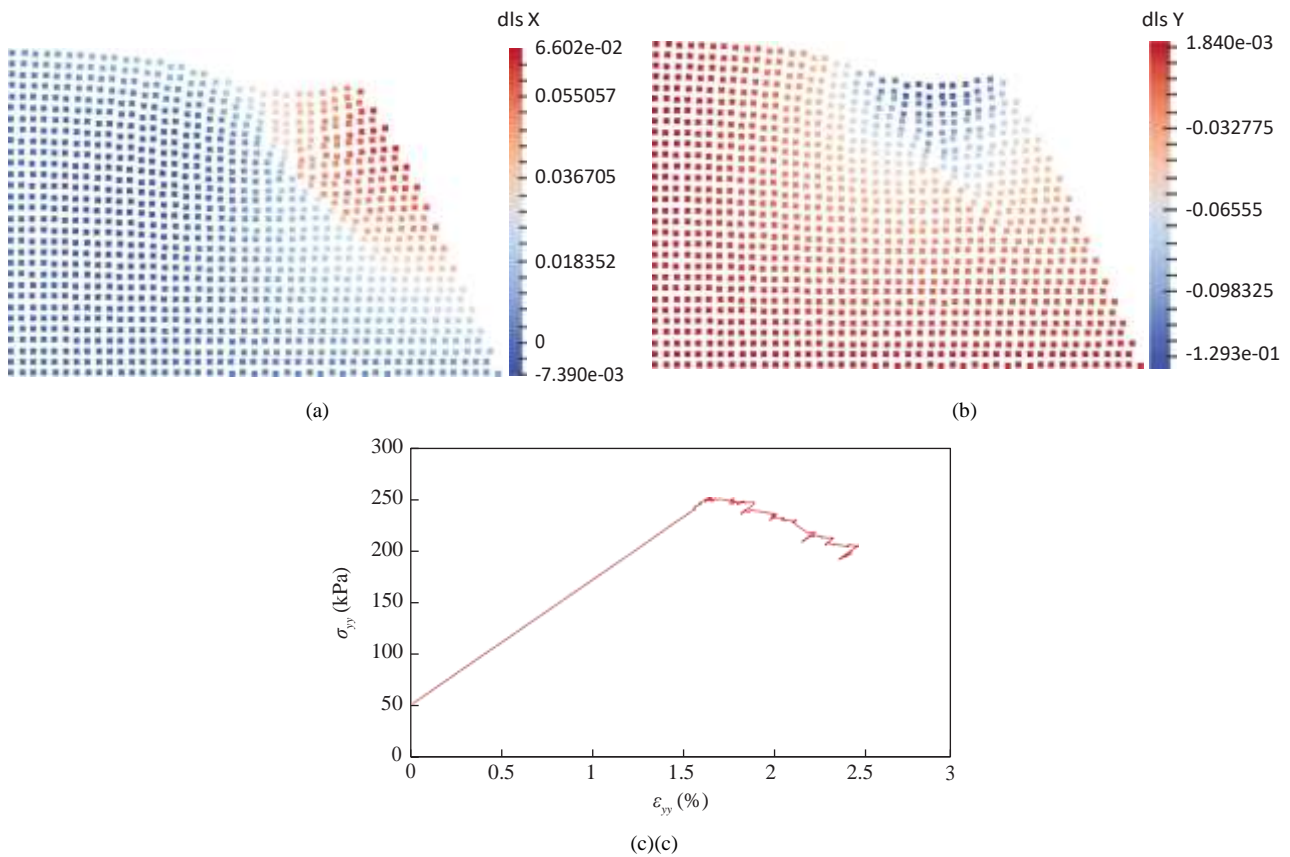 dls X
6.602e-02
0.055057
0.036705
0.018352
0
-7.390e-03
(a)
dls Y
1.840e-03
-0.032775
-0.06555
-0.098325
-1.293e-01
(b)
300
250
200
150
100
50
0
σyy (kPa)
0 0.5 1 1.5 2 2.5 3
εyy (%)
(c)(c)